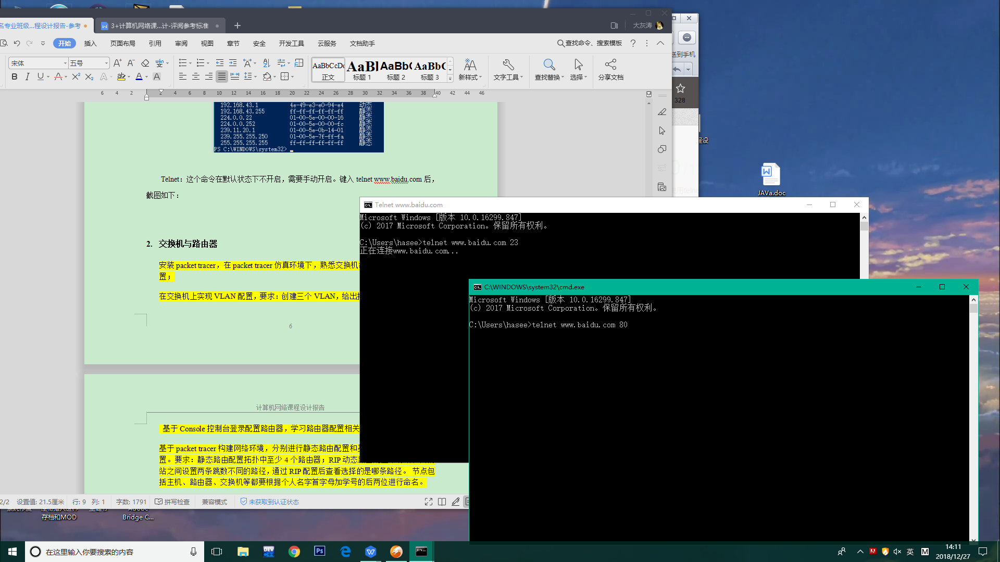 名专业班级...程设计报告-参考
3+计算机网络课...计-评阅参考标准
大灰涛
开始 插入 页面布局 引用 审阅 视图 章节 安全 开发工具 云服务 文档助手
查找命令、搜索模板
宋体 五号
AaBbCcDd AaBl AaBb( AaBbC
正文 标题 1 标题 2 标题 3 新样式 文字工具 查找替换 选择 分享文档
送到手机
328
6 4 2 2 4 6 8 10 12 14 16 18 20 22 24 26 28 30 32 34 36 38 40 42 44 46
192.168.43.1 4e-49-e3-e0-94-e4 动态
192.168.43.255 ff-ff-ff-ff-ff-ff 静态
224.0.0.22 01-00-5e-00-00-16 静态
224.0.0.252 01-00-5e-00-00-fc 静态
239.11.20.1 01-00-5e-0b-14-01 静态
239.255.255.250 01-00-5e-7f-ff-fa 静态
255.255.255.255 ff-ff-ff-ff-ff-ff 静态
PS C:\WINDOWS\system32>
Telnet：这个命令在默认状态下不开启，需要手动开启。键入 telnet www.baidu.com 后，
截图如下：
2. 交换机与路由器
安装 packet tracer，在 packet tracer 仿真环境下，熟悉交换机
置；
在交换机上实现 VLAN 配置，要求：创建三个 VLAN，给出
6
计算机网络课程设计报告
基于 Console 控制台登录配置路由器，学习路由器配置相关
基于 packet tracer 构建网络环境，分别进行静态路由配置和
置。要求：静态路由配置拓扑中至少 4 个路由器；RIP 动态
站之间设置两条跳数不同的路径，通过 RIP 配置后查看选择的是哪条路径。 节点包
括主机、路由器、交换机等都要根据个人名字首字母加学号的后两位进行命名。
Telnet www.baidu.com
Microsoft Windows [版本 10.0.16299.847]
(c) 2017 Microsoft Corporation。保留所有权利。
C:\Users\hasee>telnet www.baidu.com 23
正在连接www.baidu.com...
C:\WINDOWS\system32\cmd.exe
Microsoft Windows [版本 10.0.16299.847]
(c) 2017 Microsoft Corporation。保留所有权利。
C:\Users\hasee>telnet www.baidu.com 80
程设
JAVa.doc
2/2 设置值: 21.5厘米 行: 9 列: 1 字数: 1791 拼写检查 兼容模式 未获取到认证状态
存档和MOD
Adobe
Bridge C...
在这里输入你要搜索的内容
DEV
Ps
英
M
14:11
2018/12/27